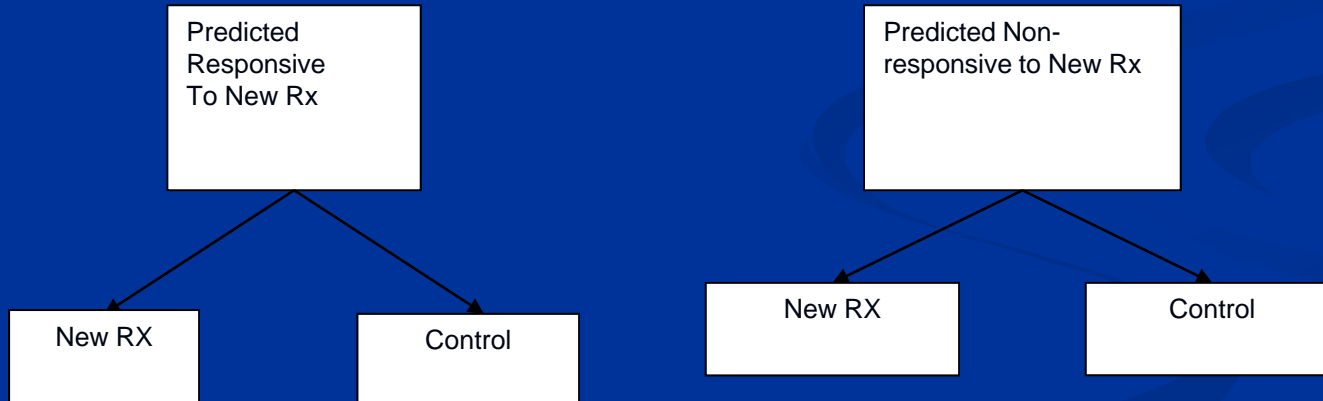 Predicted
Responsive
To New Rx
Predicted Non-
responsive to New Rx
New RX
Control
New RX
Control